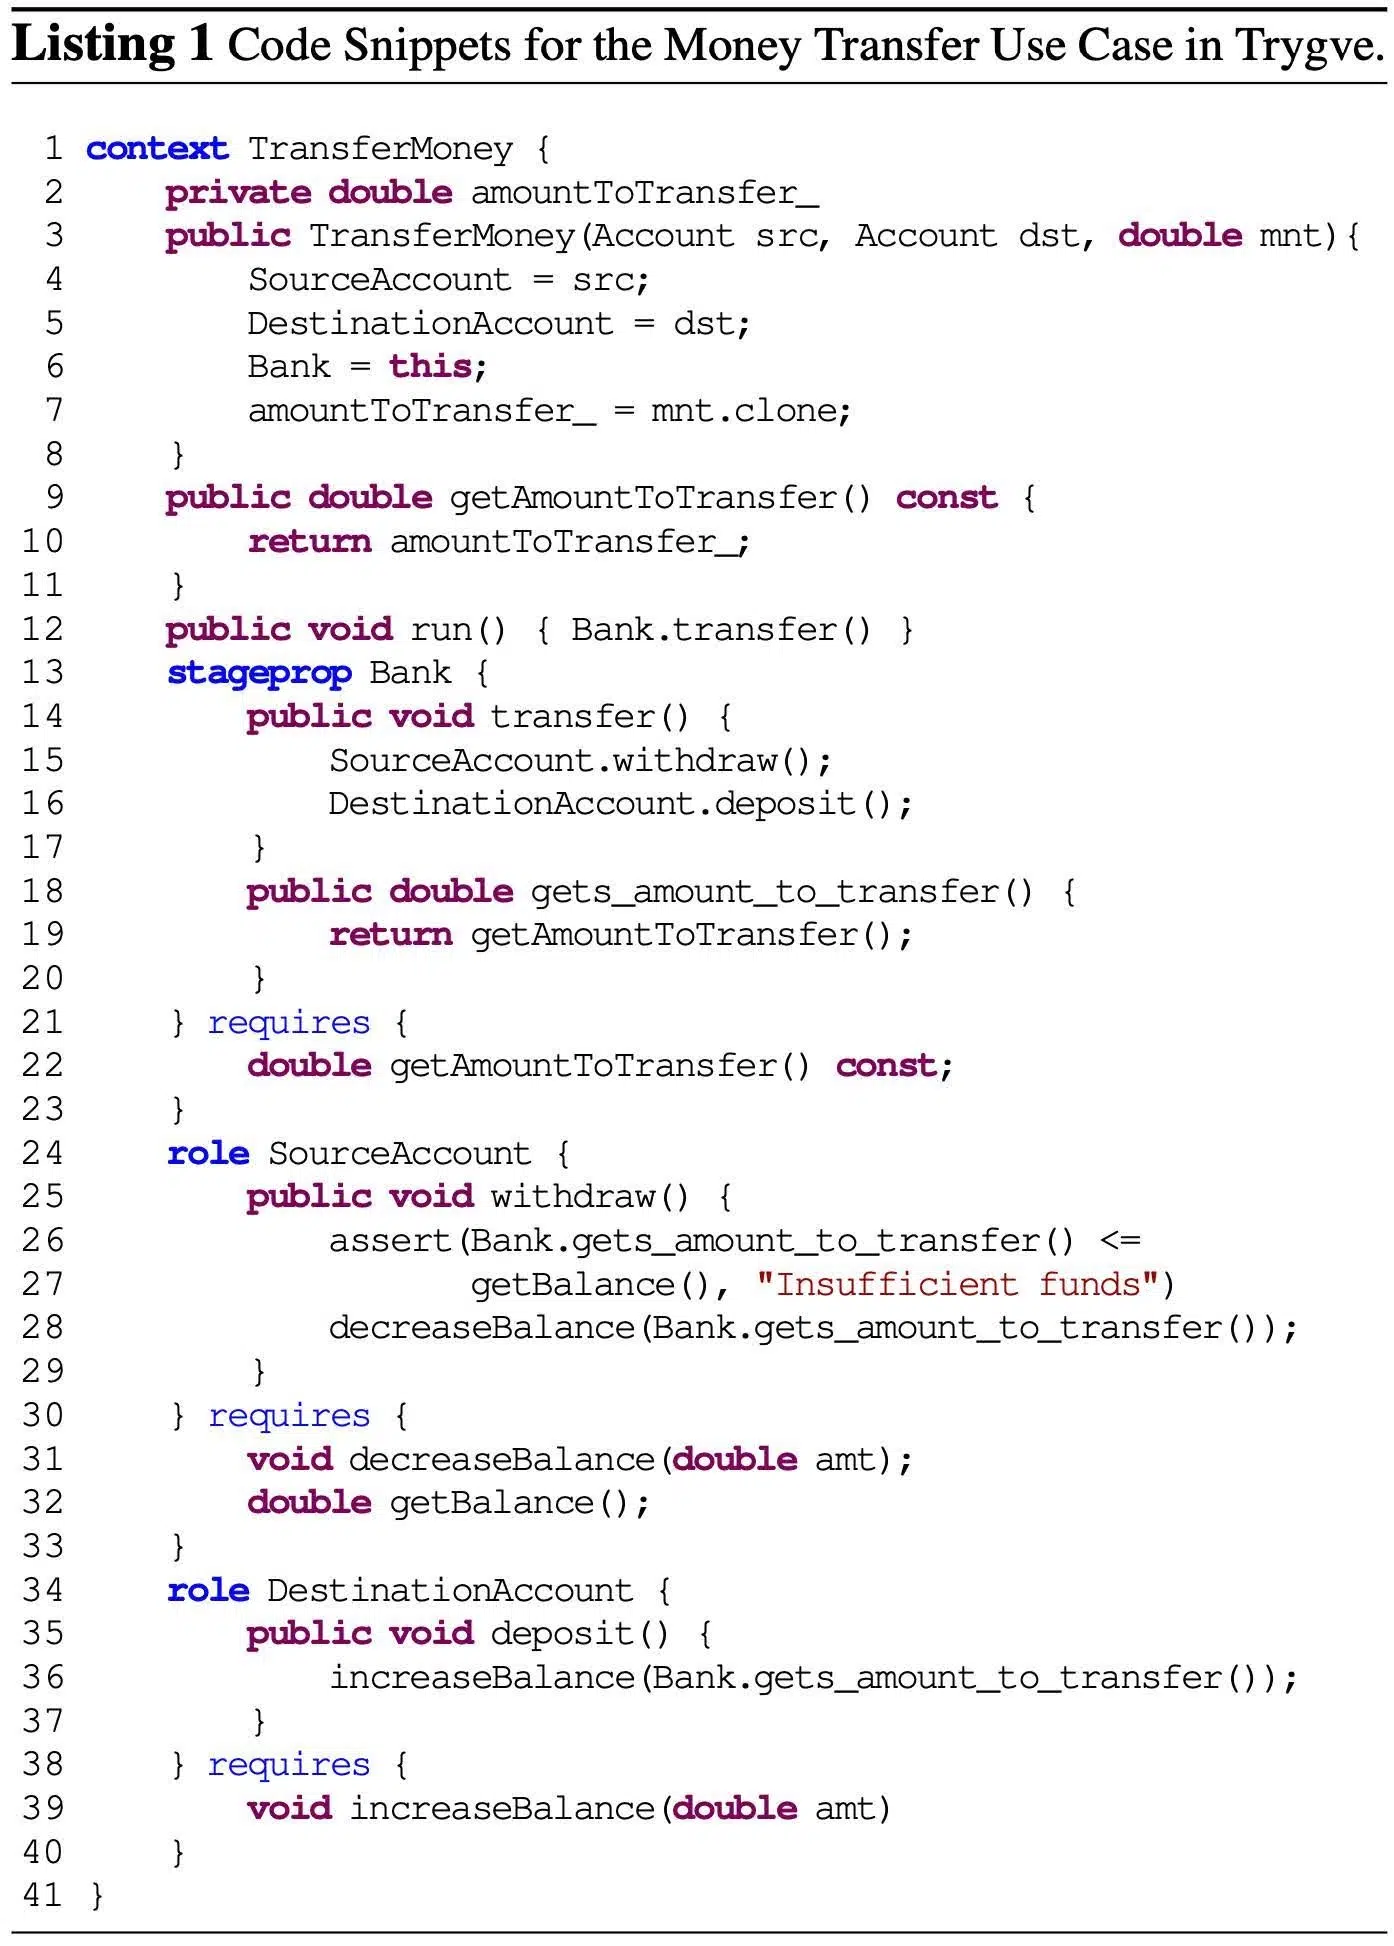 Listing 1 Code Snippets for the Money Transfer Use Case in Trygve.
1 context TransferMoney {
2     private double amountToTransfer_
3     public TransferMoney(Account src, Account dst, double mnt){
4         SourceAccount = src;
5         DestinationAccount = dst;
6         Bank = this;
7         amountToTransfer_ = mnt.clone;
8     }
9     public double getAmountToTransfer() const {
10         return amountToTransfer_;
11     }
12     public void run() { Bank.transfer() }
13     stageprop Bank {
14         public void transfer() {
15             SourceAccount.withdraw();
16             DestinationAccount.deposit();
17         }
18         public double gets_amount_to_transfer() {
19             return getAmountToTransfer();
20         }
21     } requires {
22         double getAmountToTransfer() const;
23     }
24     role SourceAccount {
25         public void withdraw() {
26             assert(Bank.gets_amount_to_transfer() <=
27                    getBalance(), "Insufficient funds")
28             decreaseBalance(Bank.gets_amount_to_transfer());
29         }
30     } requires {
31         void decreaseBalance(double amt);
32         double getBalance();
33     }
34     role DestinationAccount {
35         public void deposit() {
36             increaseBalance(Bank.gets_amount_to_transfer());
37         }
38     } requires {
39         void increaseBalance(double amt)
40     }
41 }